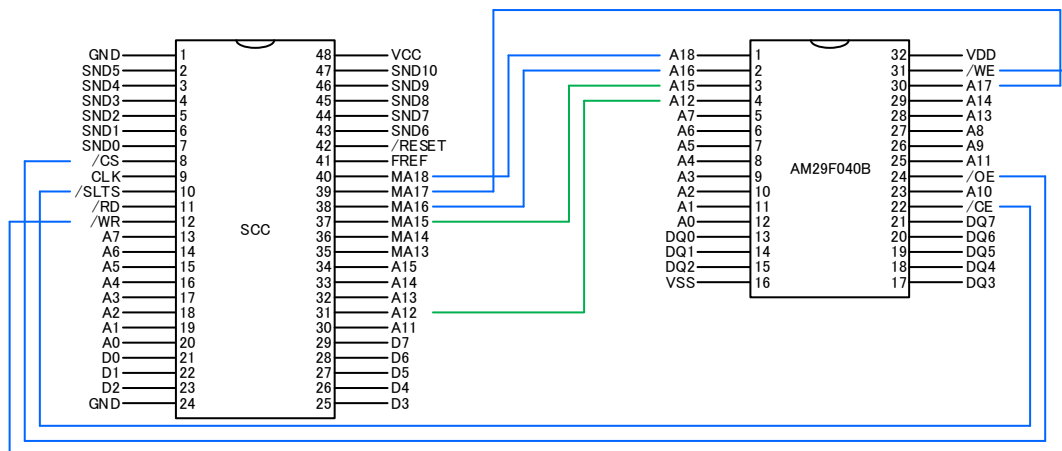 GND 1 48 VCC
SND5 2 47 SND10
SND4 3 46 SND9
SND3 4 45 SND8
SND2 5 44 SND7
SND1 6 43 SND6
SND0 7 42 /RESET
/CS 8 41 FREF
CLK 9 40 MA18
/SLTS 10 39 MA17
/RD 11 38 MA16
/WR 12 37 MA15
A7 13 36 MA14
A6 14 35 MA13
A5 15 34 A15
A4 16 33 A14
A3 17 32 A13
A2 18 31 A12
A1 19 30 A11
A0 20 29 D7
D0 21 28 D6
D1 22 27 D5
D2 23 26 D4
GND 24 25 D3
SCC
A18 1 32 VDD
A16 2 31 /WE
A15 3 30 A17
A12 4 29 A14
A7 5 28 A13
A6 6 27 A8
A5 7 26 A9
A4 8 25 A11
A3 9 24 /OE
A2 10 23 A10
A1 11 22 /CE
A0 12 21 DQ7
DQ0 13 20 DQ6
DQ1 14 19 DQ5
DQ2 15 18 DQ4
VSS 16 17 DQ3
AM29F040B